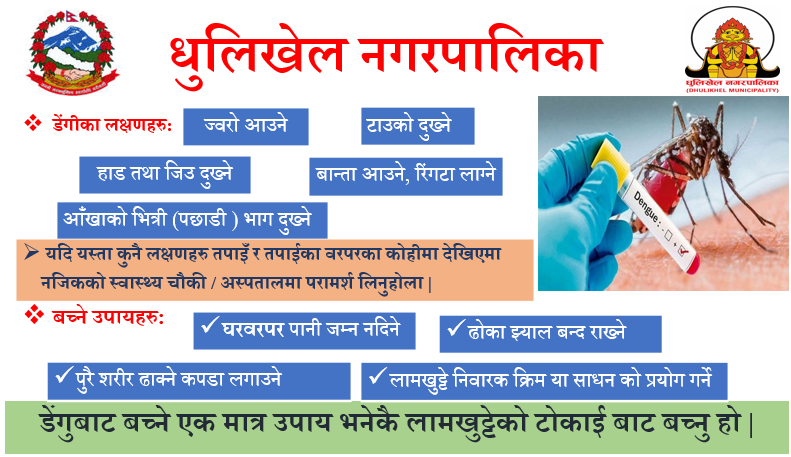 धुलिखेल नगरपालिका
धुलिखेल नगरपालिका
(DHULIKHEL MUNICIPALITY)
❖ डेंगीका लक्षणहरु:
ज्वरो आउने
टाउको दुख्ने
हाड तथा जिउ दुख्ने
बान्ता आउने, रिंगटा लाग्ने
आँखाको भित्री (पछाडी ) भाग दुख्ने
Dengue: - +
➢ यदि यस्ता कुनै लक्षणहरु तपाइँ र तपाईका वरपरका कोहीमा देखिएमा
नजिकको स्वास्थ्य चौकी / अस्पतालमा परामर्श लिनुहोला |
❖ बच्ने उपायहरु:
✓ घरवरपर पानी जम्न नदिने
✓ ढोका झ्याल बन्द राख्ने
✓ पुरै शरीर ढाक्ने कपडा लगाउने
✓ लामखुट्टे निवारक क्रिम या साधन को प्रयोग गर्ने
डेंगुबाट बच्ने एक मात्र उपाय भनेकै लामखुट्टेको टोकाई बाट बच्नु हो |